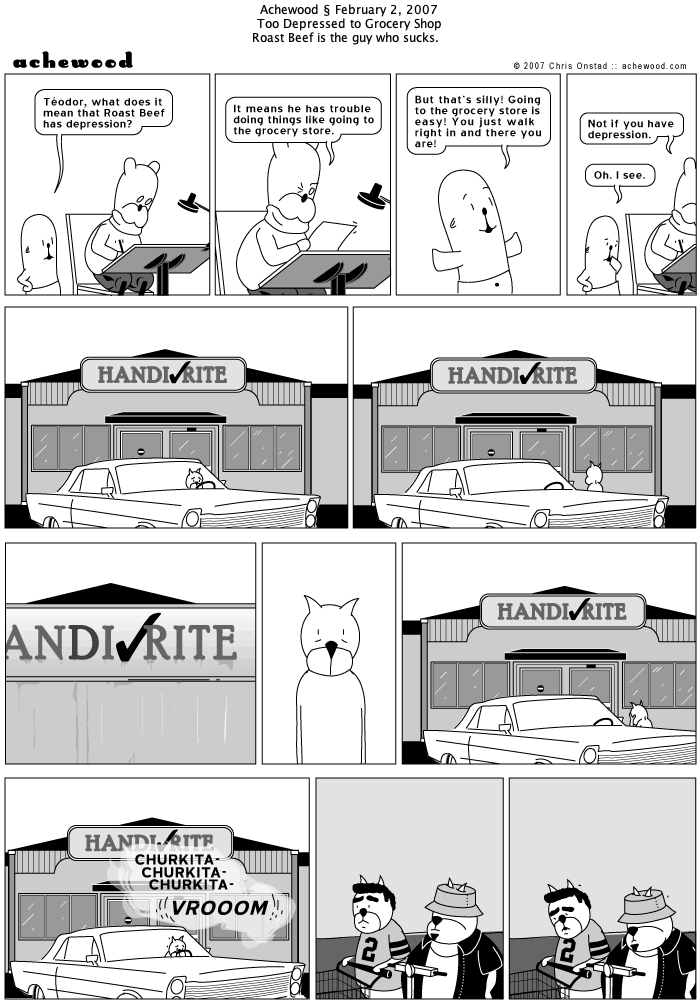 Achewood § February 2, 2007
Too Depressed to Grocery Shop
Roast Beef is the guy who sucks.
achewood
© 2007 Chris Onstad :: achewood.com
Téodor, what does it
mean that Roast Beef
has depression?
It means he has trouble
doing things like going to
the grocery store.
But that's silly! Going
to the grocery store is
easy! You just walk
right in and there you
are!
Not if you have
depression.
Oh. I see.
HANDI✓RITE
HANDI✓RITE
ANDI✓RITE
HANDI✓RITE
HANDI✓RITE
CHURKITA-
CHURKITA-
CHURKITA-
VROOOM
2
2